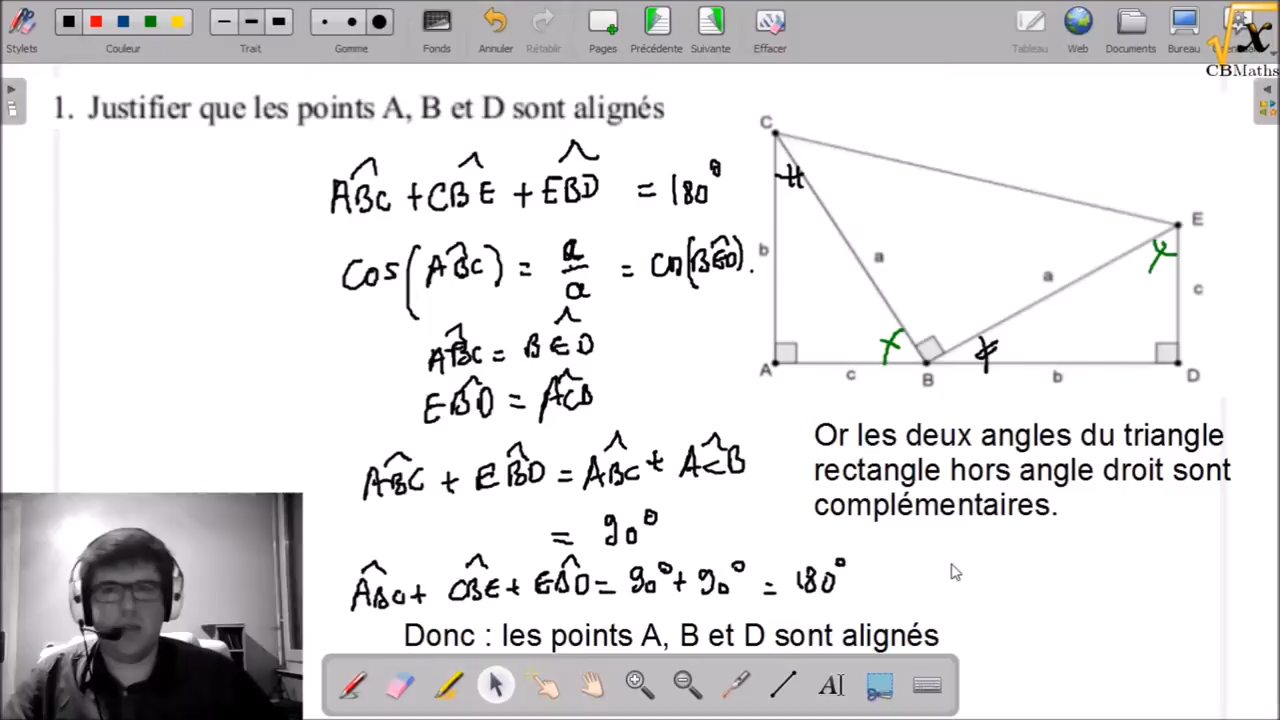 Stylets Couleur Trait Gomme Fonds Annuler Rétablir Pages Précédente Suivante Effacer Tableau Web Documents Bureau
CBMaths
1. Justifier que les points A, B et D sont alignés
ABC + CBE + EBD = 180°
Cos(ABC) = a/a = Cos(BED).
ABC = BED
EBD = ACB
ABC + EBD = ABC + ACB
= 90°
ABC + CBE + EBD = 90° + 90° = 180°
Donc : les points A, B et D sont alignés
C
E
b
a
a
c
A
c
B
b
D
Or les deux angles du triangle
rectangle hors angle droit sont
complémentaires.
AI